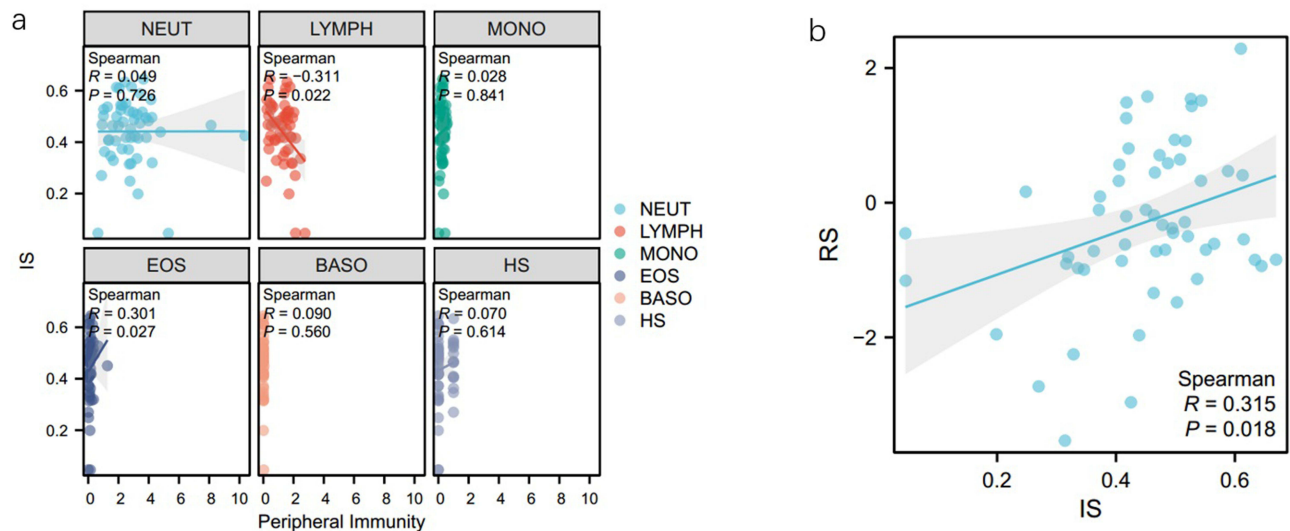 a
NEUT
LYMPH
MONO
Spearman
R = 0.049
P = 0.726
Spearman
R = −0.311
P = 0.022
Spearman
R = 0.028
P = 0.841
0.6
0.4
0.2
EOS
BASO
HS
Spearman
R = 0.301
P = 0.027
Spearman
R = 0.090
P = 0.560
Spearman
R = 0.070
P = 0.614
0.6
0.4
0.2
IS
0 2 4 6 8 10
0 2 4 6 8 10
0 2 4 6 8 10
Peripheral Immunity
NEUT
LYMPH
MONO
EOS
BASO
HS
b
2
0
−2
RS
Spearman
R = 0.315
P = 0.018
0.2 0.4 0.6
IS